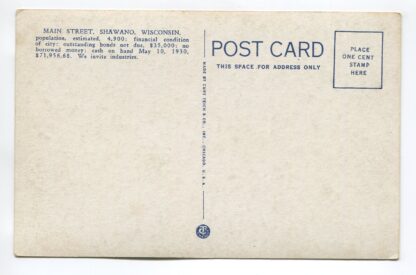 MAIN STREET, SHAWANO, WISCONSIN.
population, estimated, 4,900; financial condition
of city: outstanding bonds not due, $35,000; no
borrowed money; cash on hand May 10, 1930,
$71,956.68. We invite industries.
POST CARD
THIS SPACE FOR ADDRESS ONLY
PLACE
ONE CENT
STAMP
HERE
MADE BY CURT TEICH & CO., INC., CHICAGO, U. S. A.